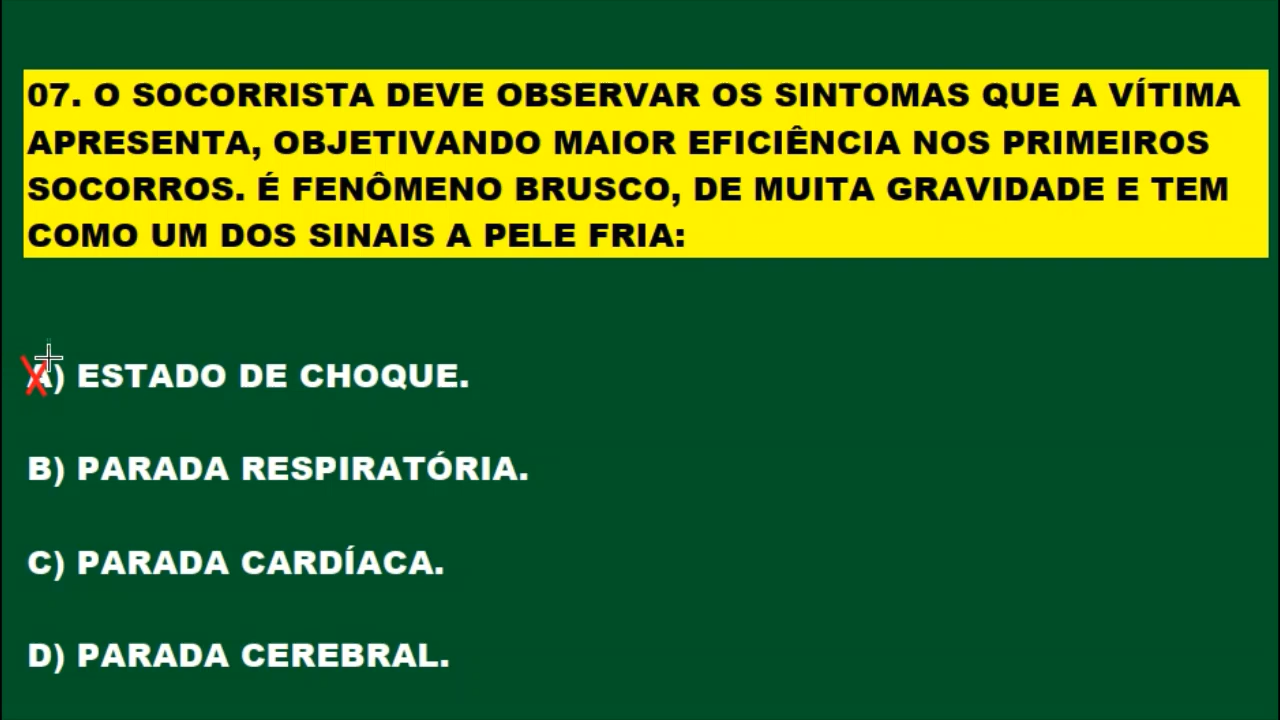 07. O SOCORRISTA DEVE OBSERVAR OS SINTOMAS QUE A VÍTIMA
APRESENTA, OBJETIVANDO MAIOR EFICIÊNCIA NOS PRIMEIROS
SOCORROS. É FENÔMENO BRUSCO, DE MUITA GRAVIDADE E TEM
COMO UM DOS SINAIS A PELE FRIA:
A) ESTADO DE CHOQUE.
B) PARADA RESPIRATÓRIA.
C) PARADA CARDÍACA.
D) PARADA CEREBRAL.